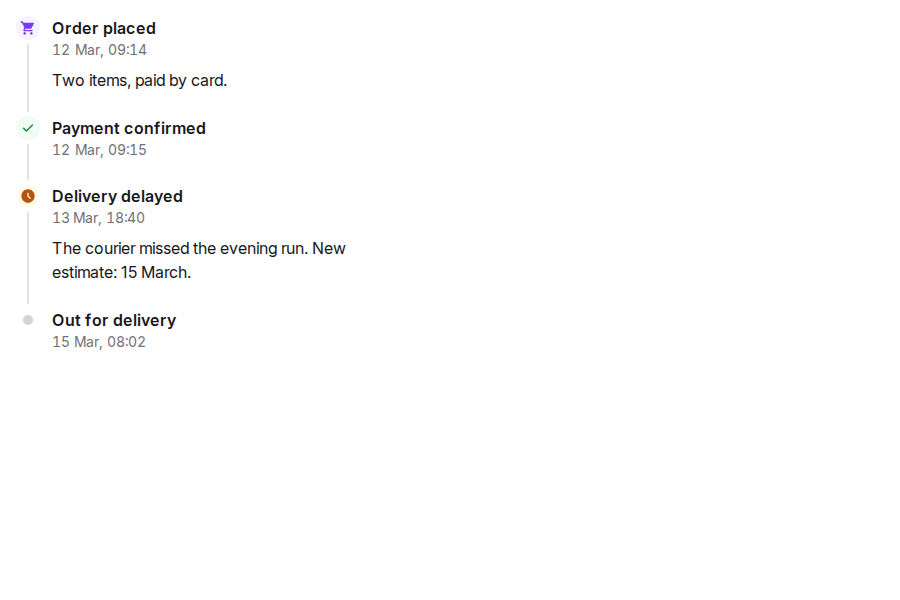 Order placed
12 Mar, 09:14
Two items, paid by card.
Payment confirmed
12 Mar, 09:15
Delivery delayed
13 Mar, 18:40
The courier missed the evening run. New
estimate: 15 March.
Out for delivery
15 Mar, 08:02